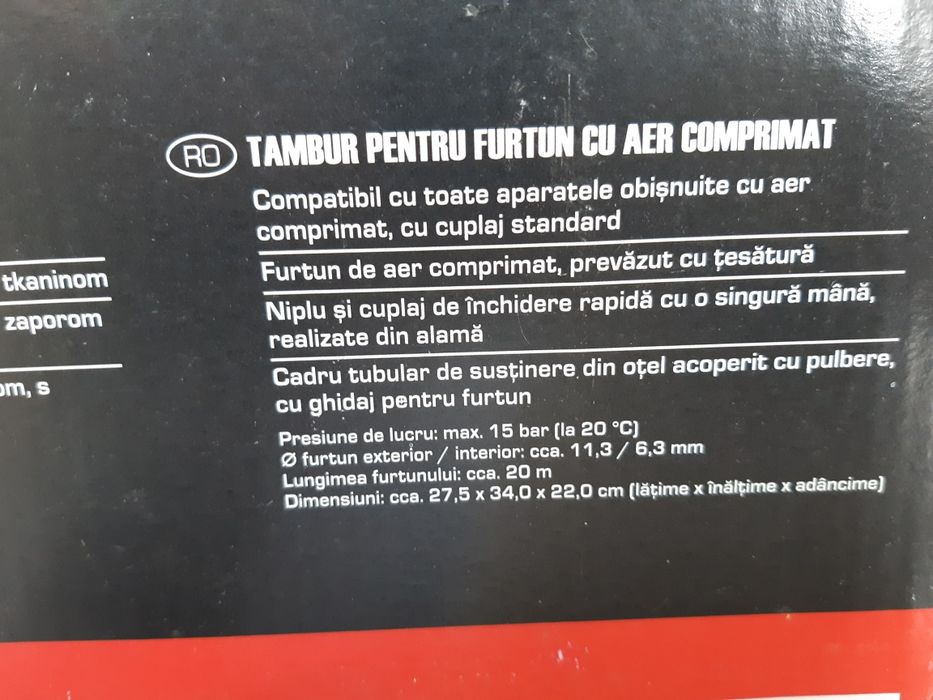 RO TAMBUR PENTRU FURTUN CU AER COMPRIMAT
Compatibil cu toate aparatele obișnuite cu aer
comprimat, cu cuplaj standard
Furtun de aer comprimat, prevăzut cu țesătură
Niplu și cuplaj de închidere rapidă cu o singură mână,
realizate din alamă
Cadru tubular de susținere din oțel acoperit cu pulbere,
cu ghidaj pentru furtun
Presiune de lucru: max. 15 bar (la 20 °C)
Ø furtun exterior / interior: cca. 11,3 / 6,3 mm
Lungimea furtunului: cca. 20 m
Dimensiuni: cca. 27,5 x 34,0 x 22,0 cm (lățime x înălțime x adâncime)
tkaninom
zaporom
om, s